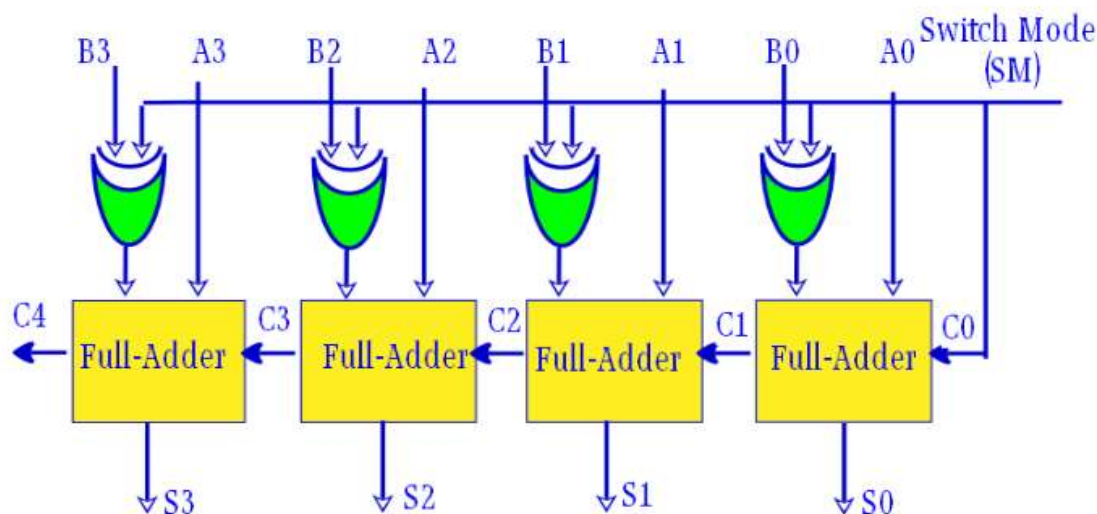 B3 A3 B2 A2 B1 A1 B0 A0 Switch Mode
(SM)
C4 Full-Adder C3 Full-Adder C2 Full-Adder C1 Full-Adder C0
S3 S2 S1 S0